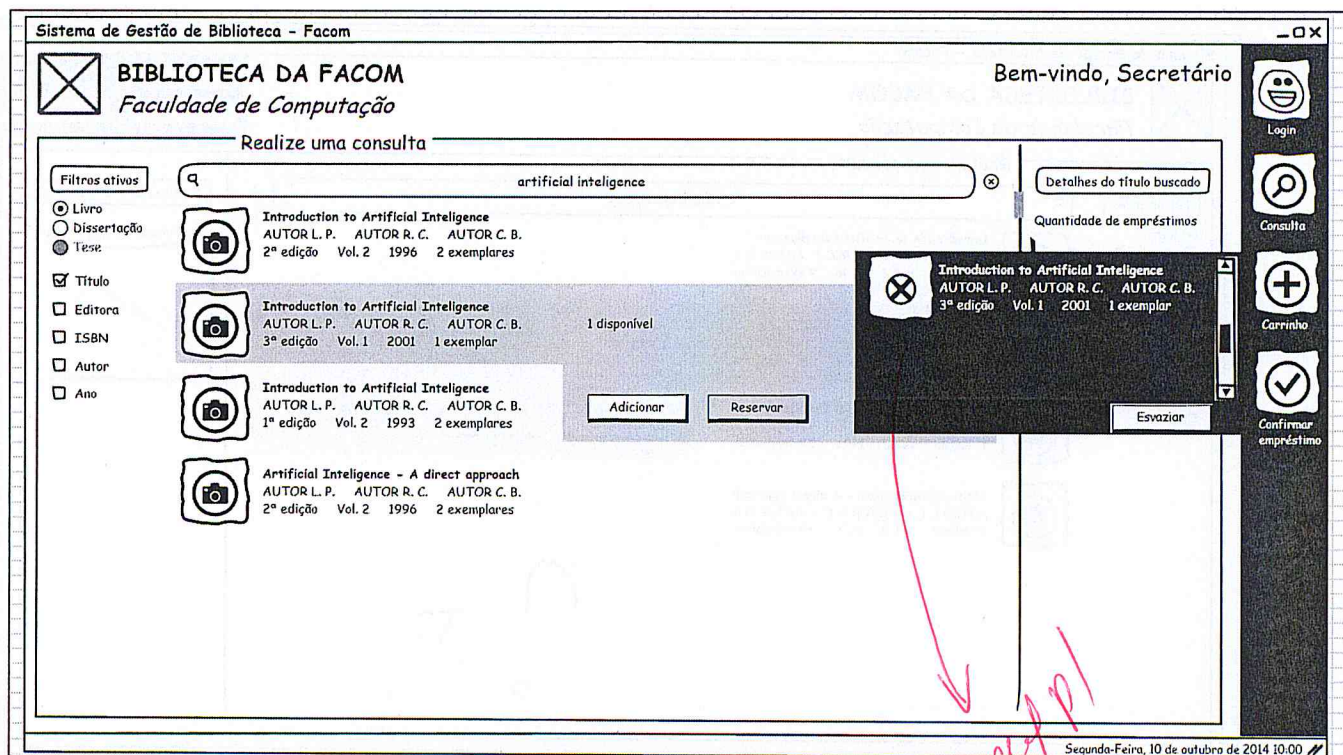 Sistema de Gestão de Biblioteca - Facom
BIBLIOTECA DA FACOM
Faculdade de Computação
Bem-vindo, Secretário
Login
Consulta
Carrinho
Confirmar
empréstimo
Realize uma consulta
Filtros ativos
Livro
Dissertação
Tese
Título
Editora
ISBN
Autor
Ano
artificial inteligence
Introduction to Artificial Inteligence
AUTOR L. P. AUTOR R. C. AUTOR C. B.
2ª edição Vol. 2 1996 2 exemplares
Introduction to Artificial Inteligence
AUTOR L. P. AUTOR R. C. AUTOR C. B.
3ª edição Vol. 1 2001 1 exemplar
1 disponível
Adicionar
Reservar
Introduction to Artificial Inteligence
AUTOR L. P. AUTOR R. C. AUTOR C. B.
1ª edição Vol. 2 1993 2 exemplares
Artificial Inteligence - A direct approach
AUTOR L. P. AUTOR R. C. AUTOR C. B.
2ª edição Vol. 2 1996 2 exemplares
Detalhes do título buscado
Quantidade de empréstimos
Introduction to Artificial Inteligence
AUTOR L. P. AUTOR R. C. AUTOR C. B.
3ª edição Vol. 1 2001 1 exemplar
Esvaziar
Segunda-Feira, 10 de outubro de 2014 10:00